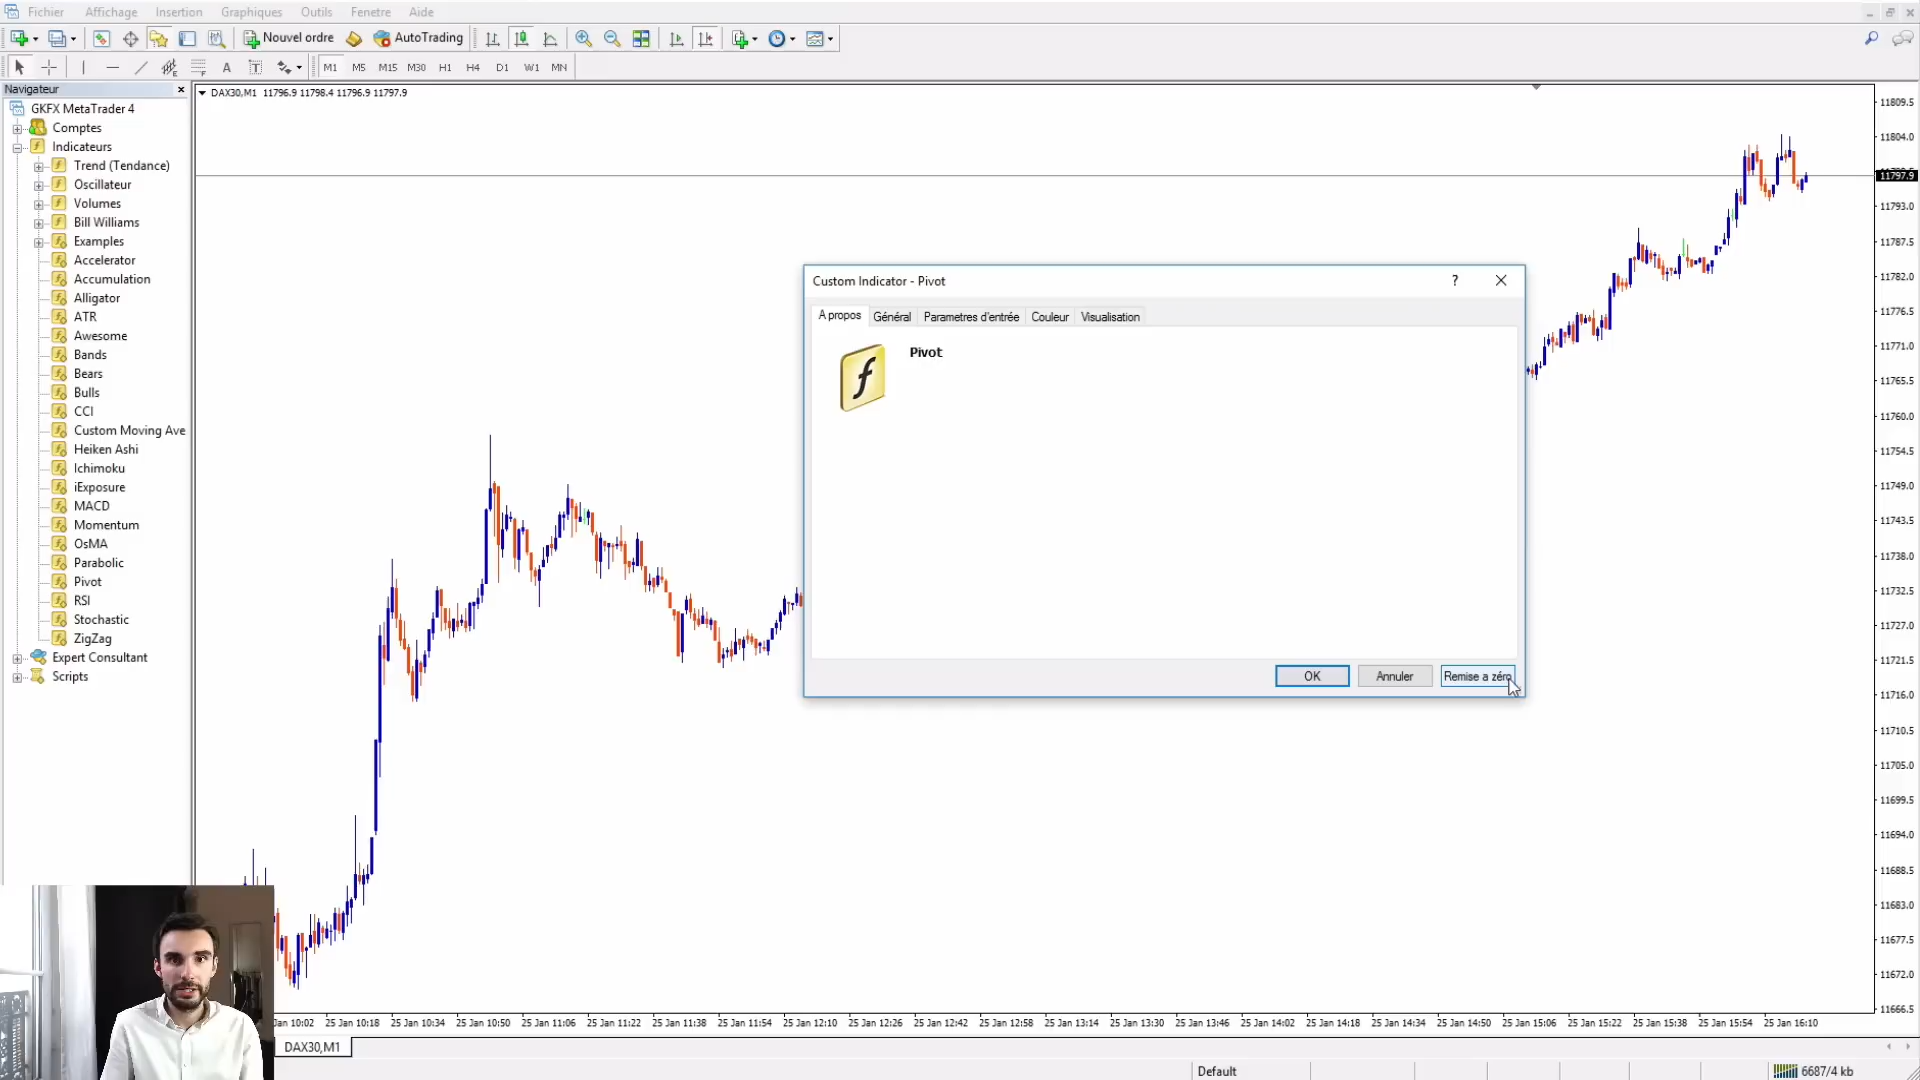 Fichier Affichage Insertion Graphiques Outils Fenetre Aide
Nouvel ordre AutoTrading
A T M1 M5 M15 M30 H1 H4 D1 W1 MN
Navigateur
GKFX MetaTrader 4
Comptes
Indicateurs
Trend (Tendance)
Oscillateur
Volumes
Bill Williams
Examples
Accelerator
Accumulation
Alligator
ATR
Awesome
Bands
Bears
Bulls
CCI
Custom Moving Ave
Heiken Ashi
Ichimoku
iExposure
MACD
Momentum
OsMA
Parabolic
Pivot
RSI
Stochastic
ZigZag
Expert Consultant
Scripts
DAX30,M1 11796.9 11798.4 11796.9 11797.9
Custom Indicator - Pivot
A propos Général Parametres d'entrée Couleur Visualisation
Pivot
OK Annuler Remise a zéro
11809.5
11804.0
11797.9
11793.0
11787.5
11782.0
11776.5
11771.0
11765.5
11760.0
11754.5
11749.0
11743.5
11738.0
11732.5
11727.0
11721.5
11716.0
11710.5
11705.0
11699.5
11694.0
11688.5
11683.0
11677.5
11672.0
11666.5
Jan 10:02 25 Jan 10:18 25 Jan 10:34 25 Jan 10:50 25 Jan 11:06 25 Jan 11:22 25 Jan 11:38 25 Jan 11:54 25 Jan 12:10 25 Jan 12:26 25 Jan 12:42 25 Jan 12:58 25 Jan 13:14 25 Jan 13:30 25 Jan 13:46 25 Jan 14:02 25 Jan 14:18 25 Jan 14:34 25 Jan 14:50 25 Jan 15:06 25 Jan 15:22 25 Jan 15:38 25 Jan 15:54 25 Jan 16:10
DAX30,M1
Default 6687/4 kb